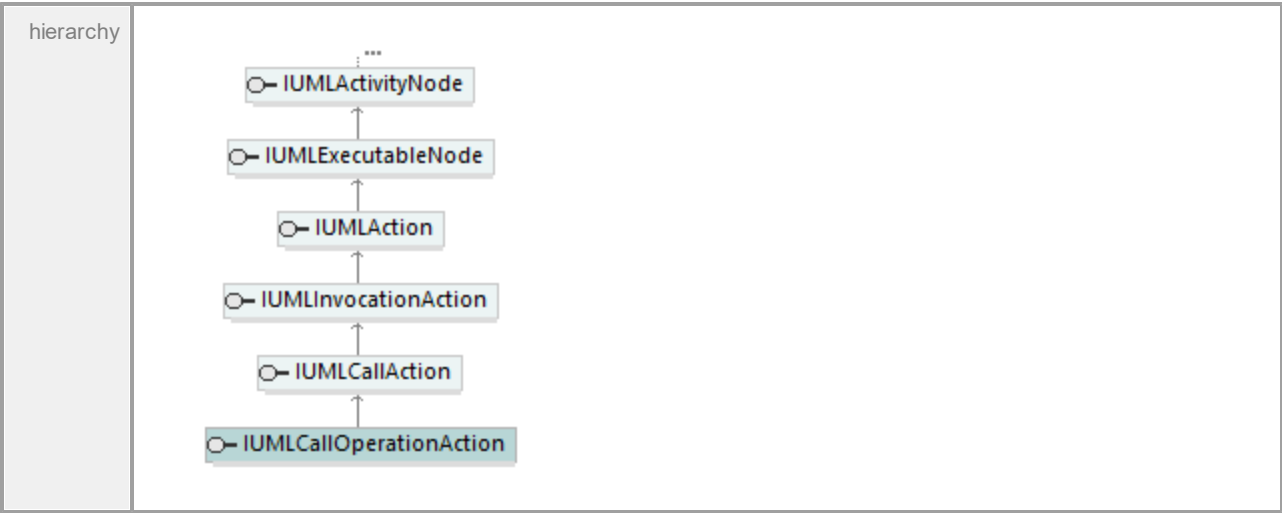 hierarchy
...
IUMLActivityNode
IUMLExecutableNode
IUMLAction
IUMLInvocationAction
IUMLCallAction
IUMLCallOperationAction